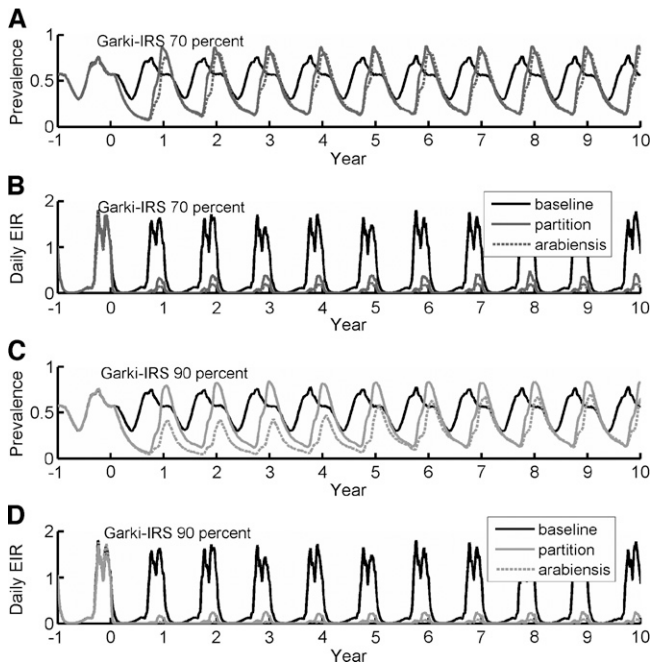 A
Garki-IRS 70 percent
Prevalence
1
0.5
0
-1 0 1 2 3 4 5 6 7 8 9 10
Year
B
Garki-IRS 70 percent
Daily EIR
2
1
0
baseline
partition
arabiensis
-1 0 1 2 3 4 5 6 7 8 9 10
Year
C
Garki-IRS 90 percent
Prevalence
1
0.5
0
-1 0 1 2 3 4 5 6 7 8 9 10
Year
D
Garki-IRS 90 percent
Daily EIR
2
1
0
baseline
partition
arabiensis
-1 0 1 2 3 4 5 6 7 8 9 10
Year